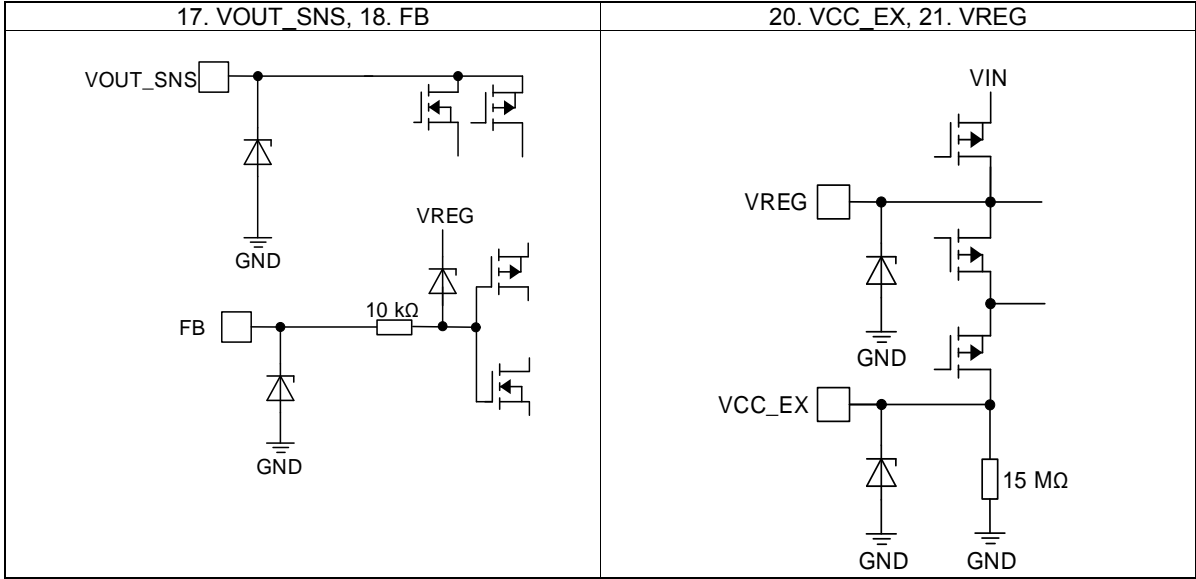 17. VOUT_SNS, 18. FB
VOUT_SNS
GND
VREG
10 kΩ
FB
GND
20. VCC_EX, 21. VREG
VIN
VREG
GND
VCC_EX
15 MΩ
GND
GND